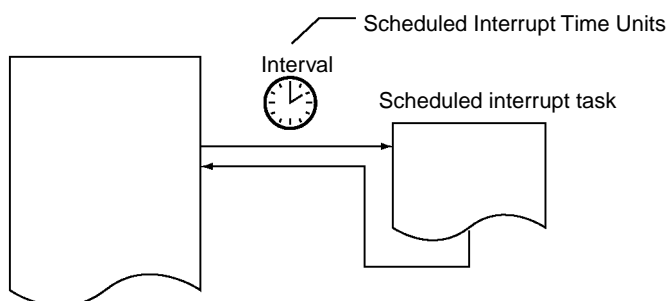 Scheduled Interrupt Time Units
Interval
Scheduled interrupt task